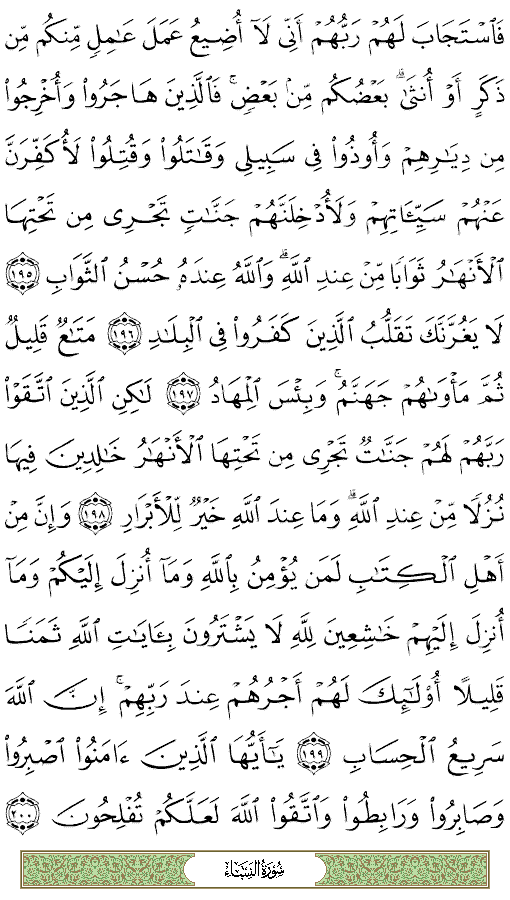 فَٱسۡتَجَابَ لَهُمۡ رَبُّهُمۡ أَنِّي لَآ أُضِيعُ عَمَلَ عَٰمِلٖ مِّنكُم مِّن
ذَكَرٍ أَوۡ أُنثَىٰۖ بَعۡضُكُم مِّنۢ بَعۡضٖۖ فَٱلَّذِينَ هَاجَرُواْ وَأُخۡرِجُواْ
مِن دِيَٰرِهِمۡ وَأُوذُواْ فِي سَبِيلِي وَقَٰتَلُواْ وَقُتِلُواْ لَأُكَفِّرَنَّ
عَنۡهُمۡ سَيِّـَٔاتِهِمۡ وَلَأُدۡخِلَنَّهُمۡ جَنَّٰتٖ تَجۡرِي مِن تَحۡتِهَا
ٱلۡأَنۡهَٰرُ ثَوَابٗا مِّنۡ عِندِ ٱللَّهِۗ وَٱللَّهُ عِندَهُۥ حُسۡنُ ٱلثَّوَابِ ١٩٥
لَا يَغُرَّنَّكَ تَقَلُّبُ ٱلَّذِينَ كَفَرُواْ فِي ٱلۡبِلَٰدِ ١٩٦ مَتَٰعٞ قَلِيلٞ
ثُمَّ مَأۡوَىٰهُمۡ جَهَنَّمُۖ وَبِئۡسَ ٱلۡمِهَادُ ١٩٧ لَٰكِنِ ٱلَّذِينَ ٱتَّقَوۡاْ
رَبَّهُمۡ لَهُمۡ جَنَّٰتٞ تَجۡرِي مِن تَحۡتِهَا ٱلۡأَنۡهَٰرُ خَٰلِدِينَ فِيهَا
نُزُلٗا مِّنۡ عِندِ ٱللَّهِۗ وَمَا عِندَ ٱللَّهِ خَيۡرٞ لِّلۡأَبۡرَارِ ١٩٨ وَإِنَّ مِنۡ
أَهۡلِ ٱلۡكِتَٰبِ لَمَن يُؤۡمِنُ بِٱللَّهِ وَمَآ أُنزِلَ إِلَيۡكُمۡ وَمَآ
أُنزِلَ إِلَيۡهِمۡ خَٰشِعِينَ لِلَّهِ لَا يَشۡتَرُونَ بِـَٔايَٰتِ ٱللَّهِ ثَمَنٗا
قَلِيلًاۚ أُوْلَٰٓئِكَ لَهُمۡ أَجۡرُهُمۡ عِندَ رَبِّهِمۡۗ إِنَّ ٱللَّهَ
سَرِيعُ ٱلۡحِسَابِ ١٩٩ يَٰٓأَيُّهَا ٱلَّذِينَ ءَامَنُواْ ٱصۡبِرُواْ
وَصَابِرُواْ وَرَابِطُواْ وَٱتَّقُواْ ٱللَّهَ لَعَلَّكُمۡ تُفۡلِحُونَ ٢٠٠
سُورَةُ النِّسَاءِ